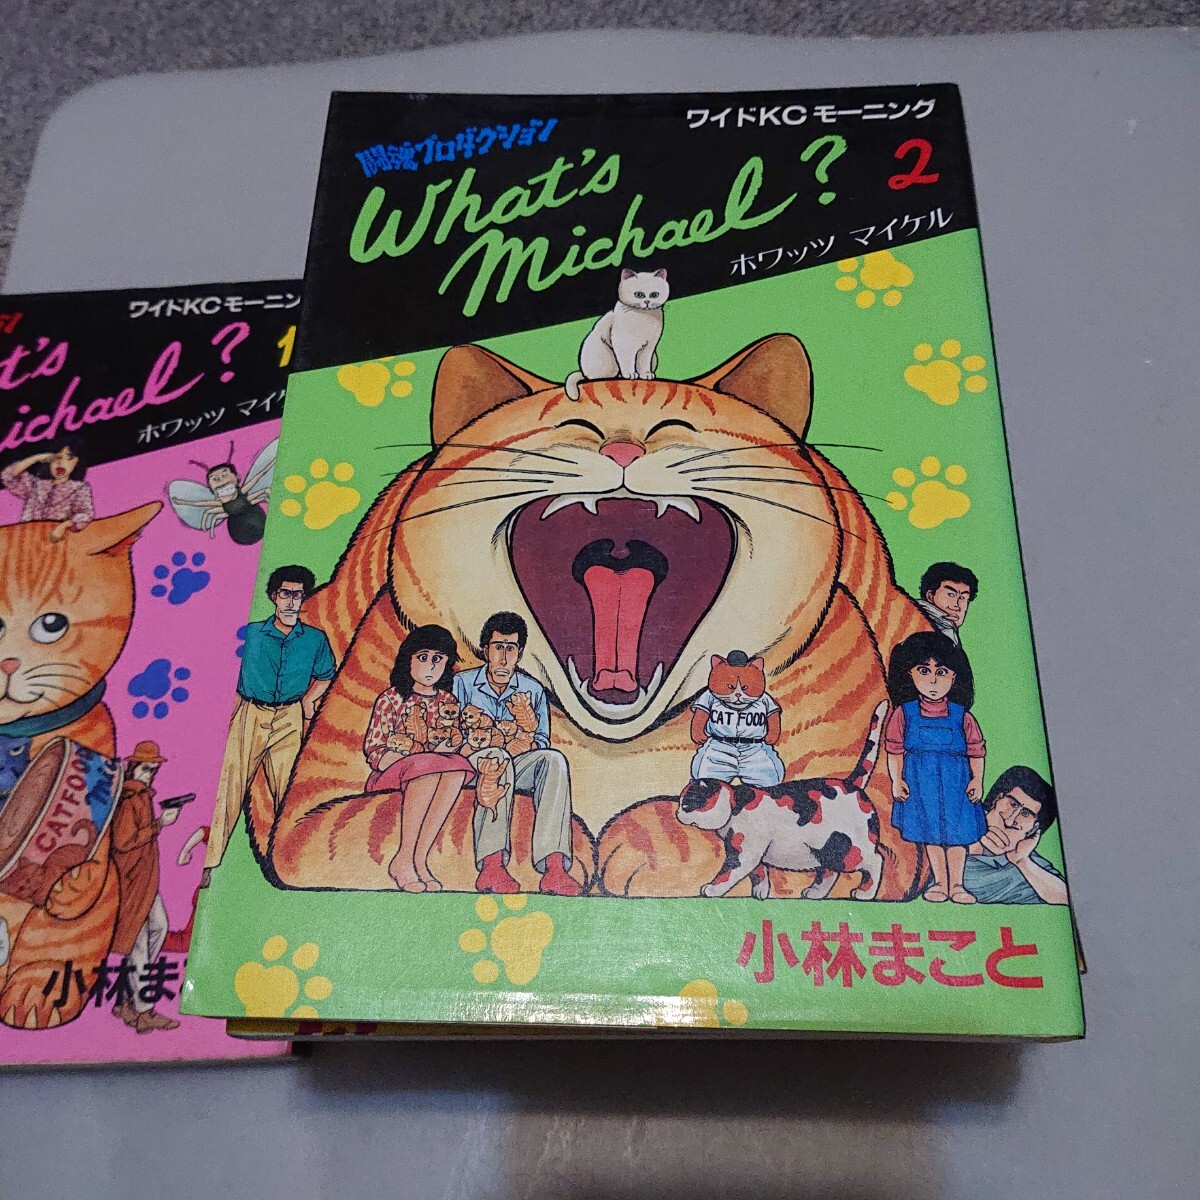 ワイドKCモーニング
闘魂プロダクション
What's
Michael? 2
ホワッツ マイケル
CAT FOOD
小林まこと
ワイドKCモーニン
t's
ichael? 1
ホワッツ マイケ
CATFOOD
小林ま